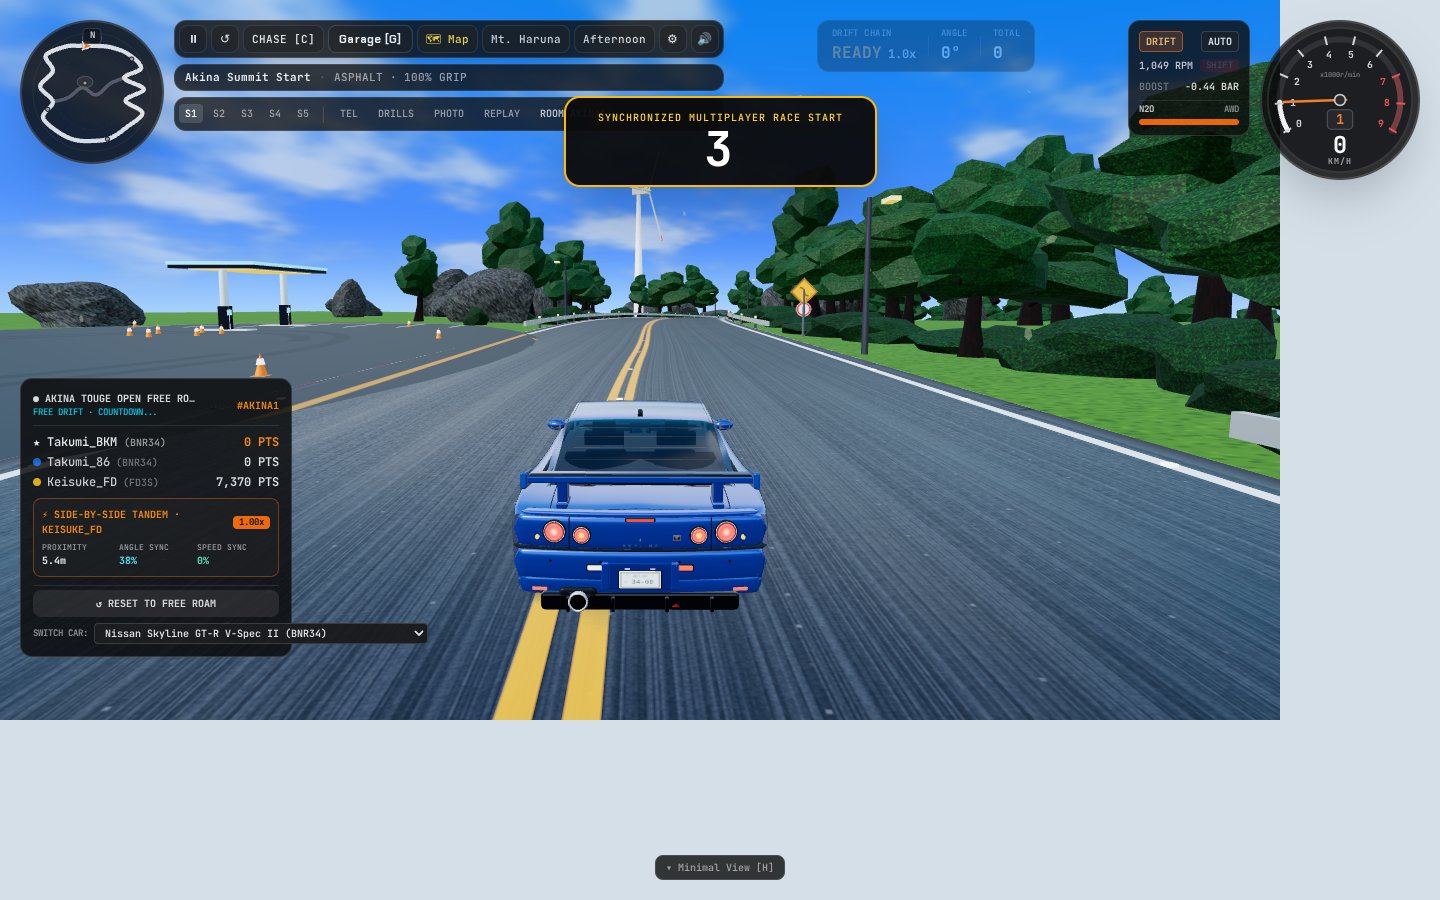 N
CHASE [C]
Garage [G]
Map
Mt. Haruna
Afternoon
Akina Summit Start · ASPHALT · 100% GRIP
S1 S2 S3 S4 S5 TEL DRILLS PHOTO REPLAY ROOM
SYNCHRONIZED MULTIPLAYER RACE START
3
DRIFT CHAIN ANGLE TOTAL
READY 1.0x 0° 0
DRIFT AUTO
1,049 RPM SHIFT
BOOST -0.44 BAR
N2O AWD
0 1 2 3 4 5 6 7 8 9
x1000r/min
1
0
KM/H
● AKINA TOUGE OPEN FREE RO… #AKINA1
FREE DRIFT · COUNTDOWN...
★ Takumi_BKM (BNR34) 0 PTS
Takumi_86 (BNR34) 0 PTS
Keisuke_FD (FD3S) 7,370 PTS
⚡ SIDE-BY-SIDE TANDEM ·
KEISUKE_FD
1.00x
PROXIMITY ANGLE SYNC SPEED SYNC
5.4m 38% 0%
↺ RESET TO FREE ROAM
SWITCH CAR: Nissan Skyline GT-R V-Spec II (BNR34)
34-00
▾ Minimal View [H]